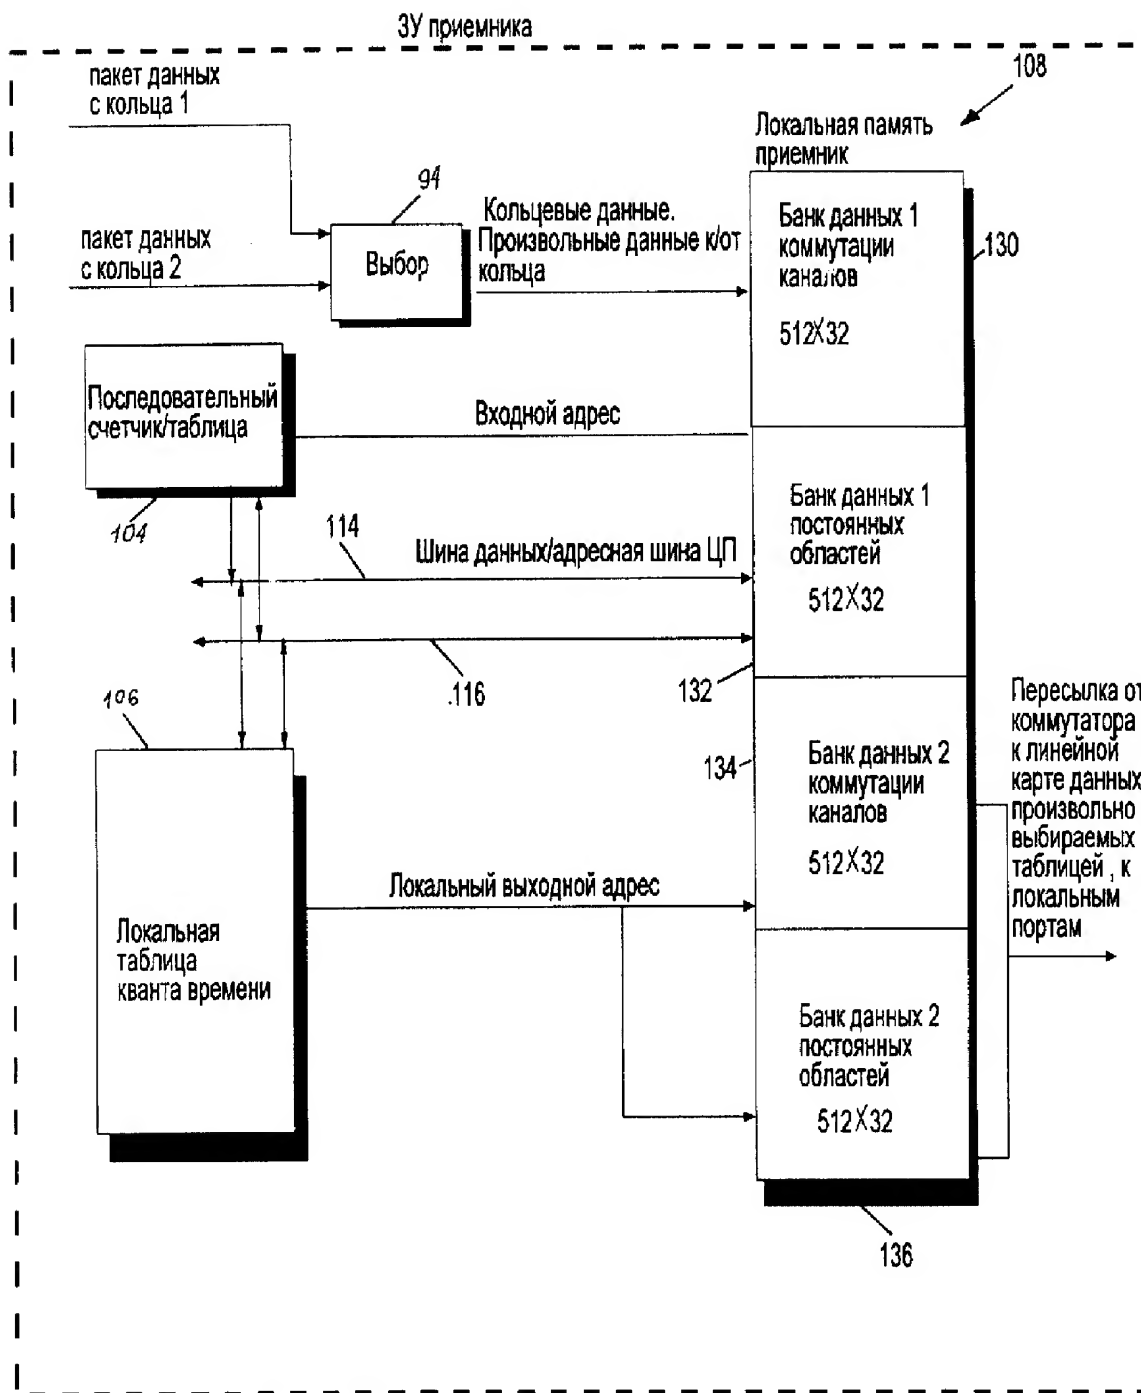 ЗУ приемника
пакет данных
с кольца 1
108
Локальная память
приемник
94
Кольцевые данные.
Произвольные данные к/от
кольца
пакет данных
с кольца 2
Выбор
Банк данных 1
коммутации
каналов
512X32
130
Последовательный
счетчик/таблица
Входной адрес
104
114
Шина данных/адресная шина ЦП
Банк данных 1
постоянных
областей
512X32
.116
132
106
134
Банк данных 2
коммутации
каналов
512X32
Пересылка от
коммутатора
к линейной
карте данных
произвольно
выбираемых
таблицей , к
локальным
портам
Локальный выходной адрес
Локальная
таблица
кванта времени
Банк данных 2
постоянных
областей
512X32
136